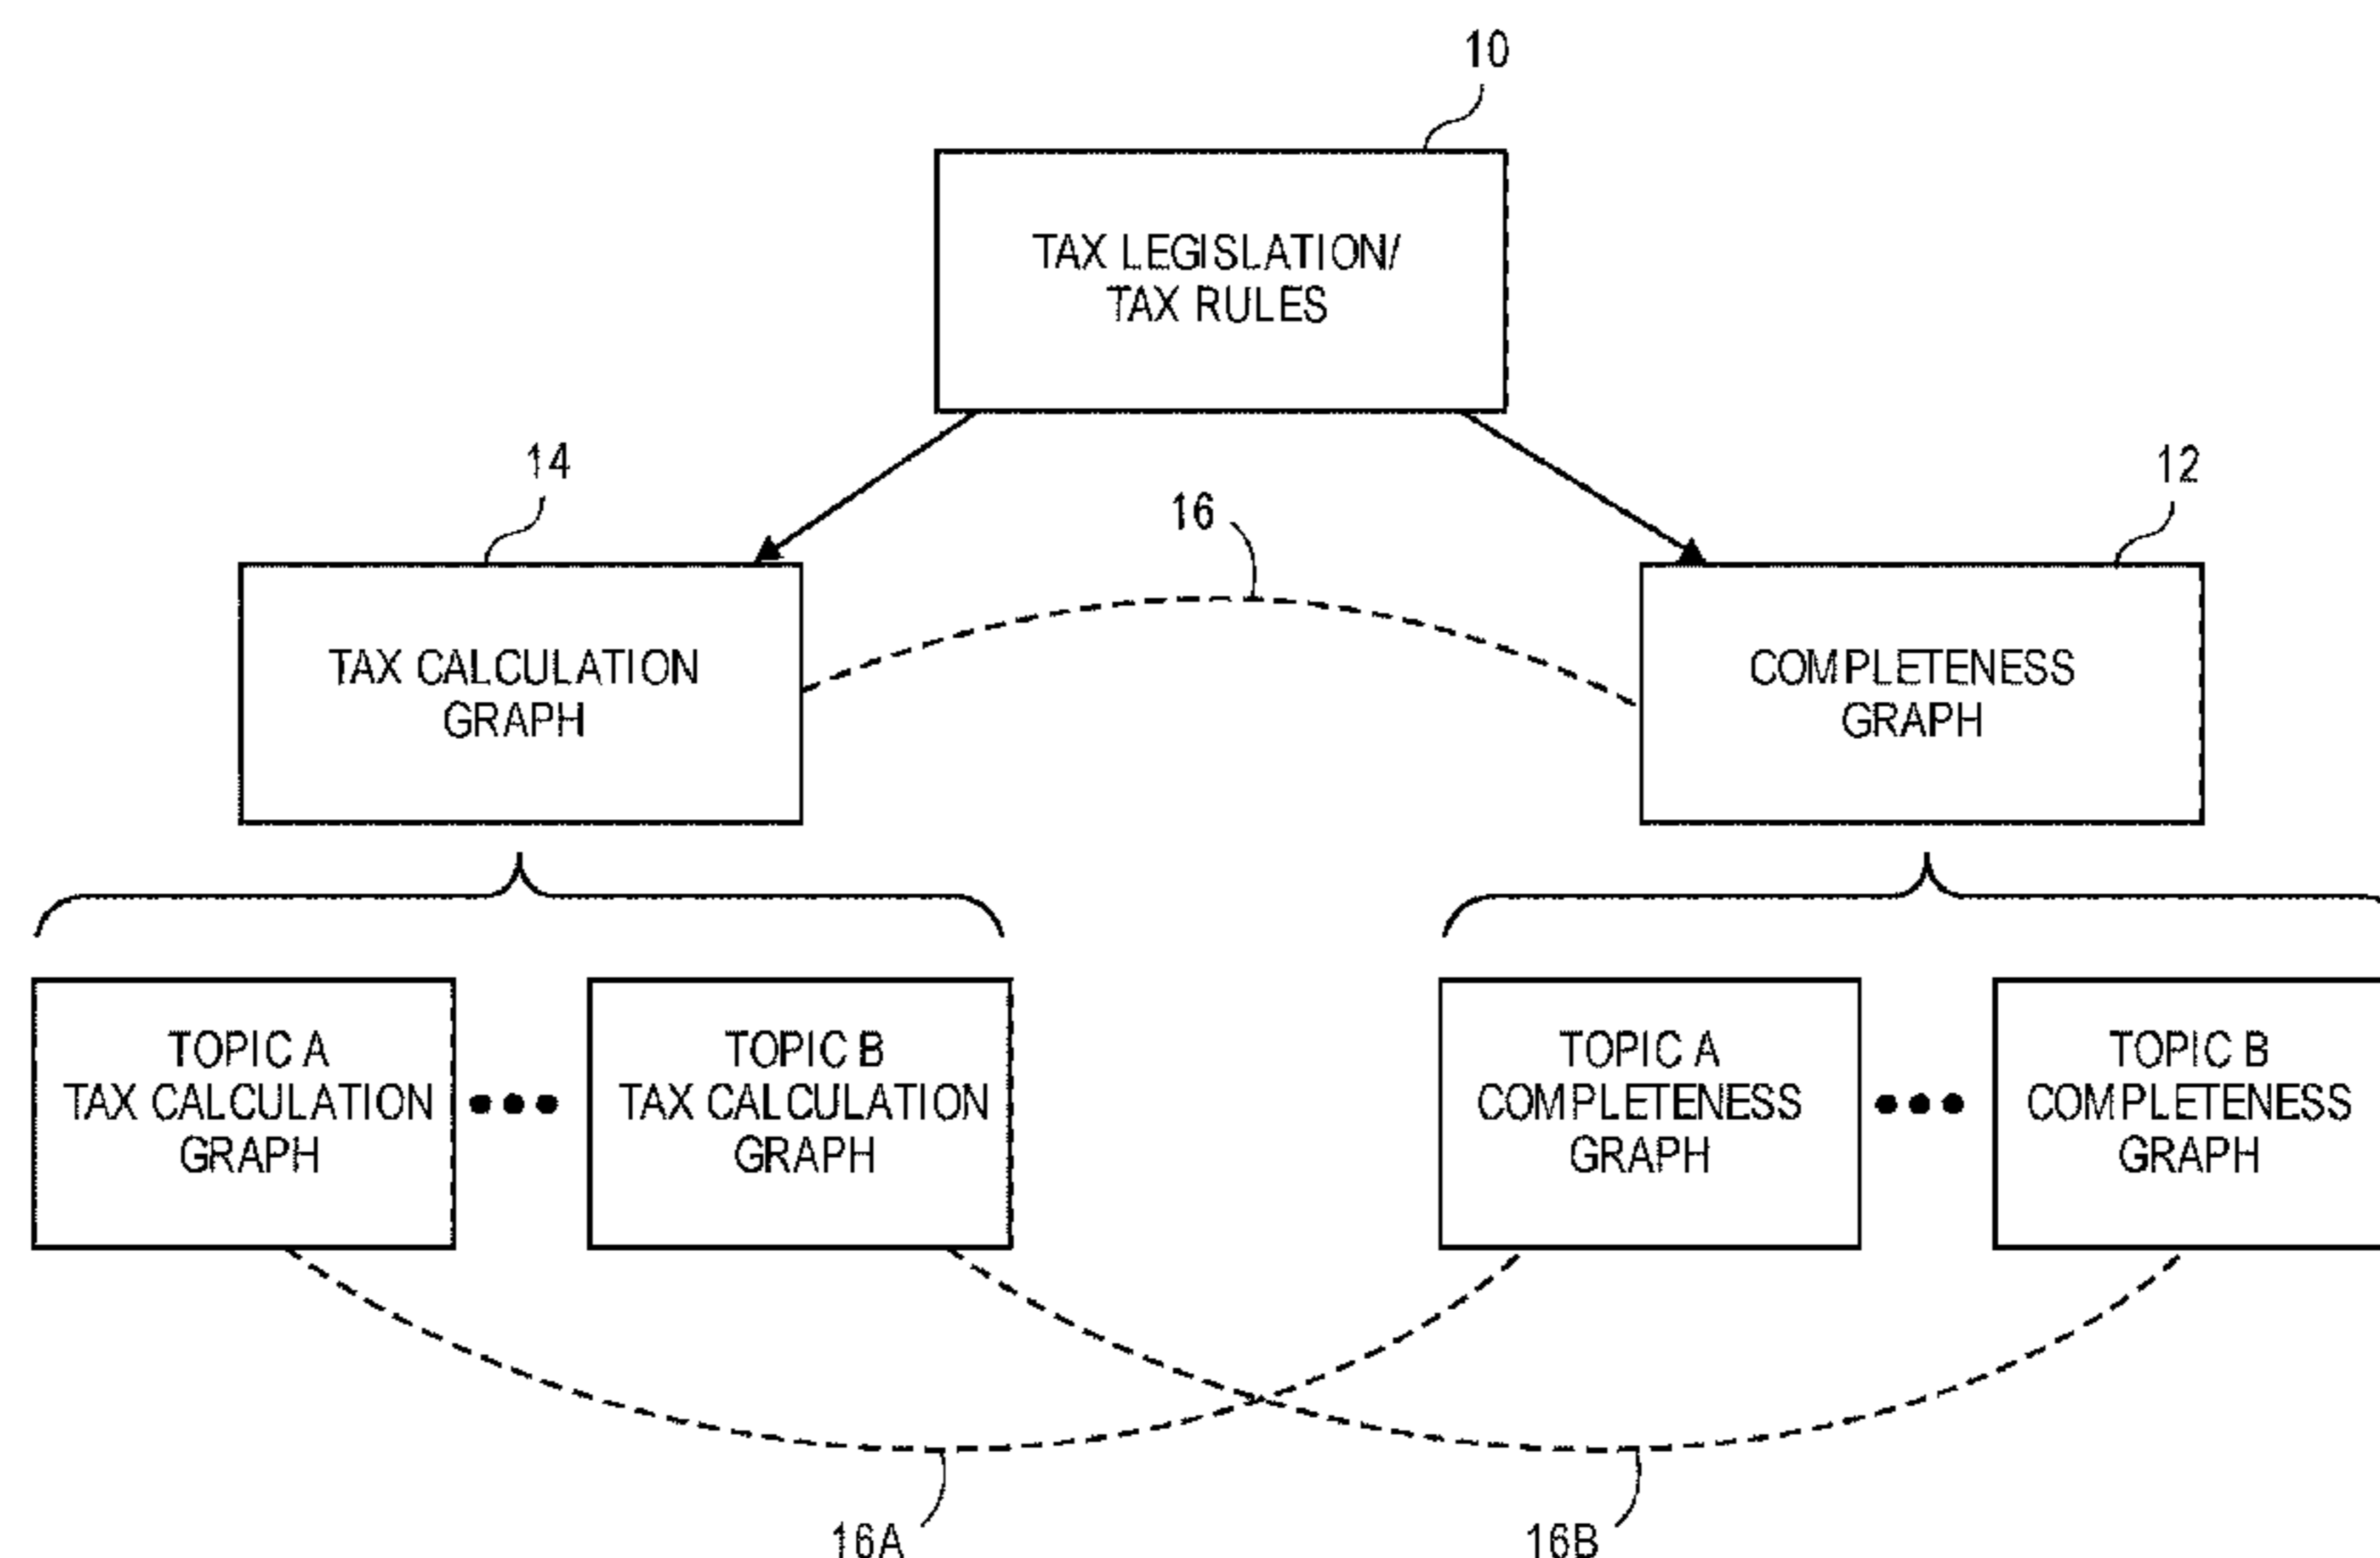 10
TAX LEGISLATION/
TAX RULES
14
12
16
TAX CALCULATION
GRAPH
COMPLETENESS
GRAPH
TOPIC A
TAX CALCULATION
GRAPH
TOPIC B
TAX CALCULATION
GRAPH
TOPIC A
COMPLETENESS
GRAPH
TOPIC B
COMPLETENESS
GRAPH
16A
16B